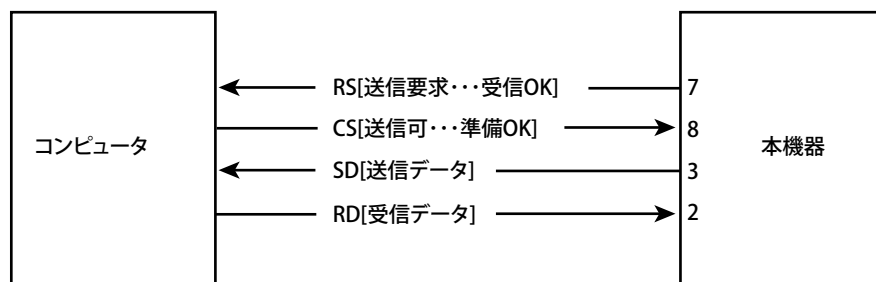 RS[送信要求･･･受信OK] 7
CS[送信可･･･準備OK] 8
コンピュータ
本機器
SD[送信データ] 3
RD[受信データ] 2